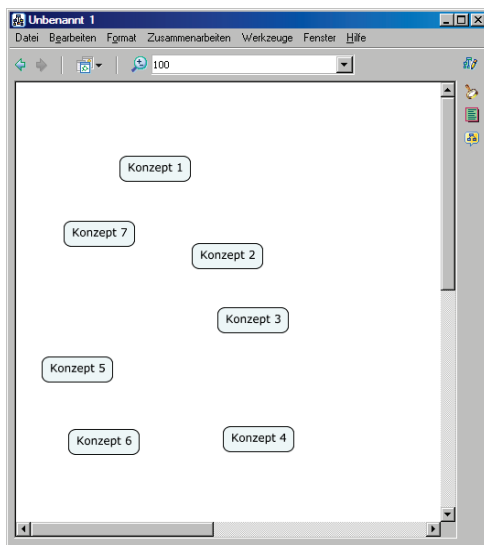 Unbenannt 1
Datei Bearbeiten Format Zusammenarbeiten Werkzeuge Fenster Hilfe
100
Konzept 1
Konzept 7
Konzept 2
Konzept 3
Konzept 5
Konzept 6
Konzept 4